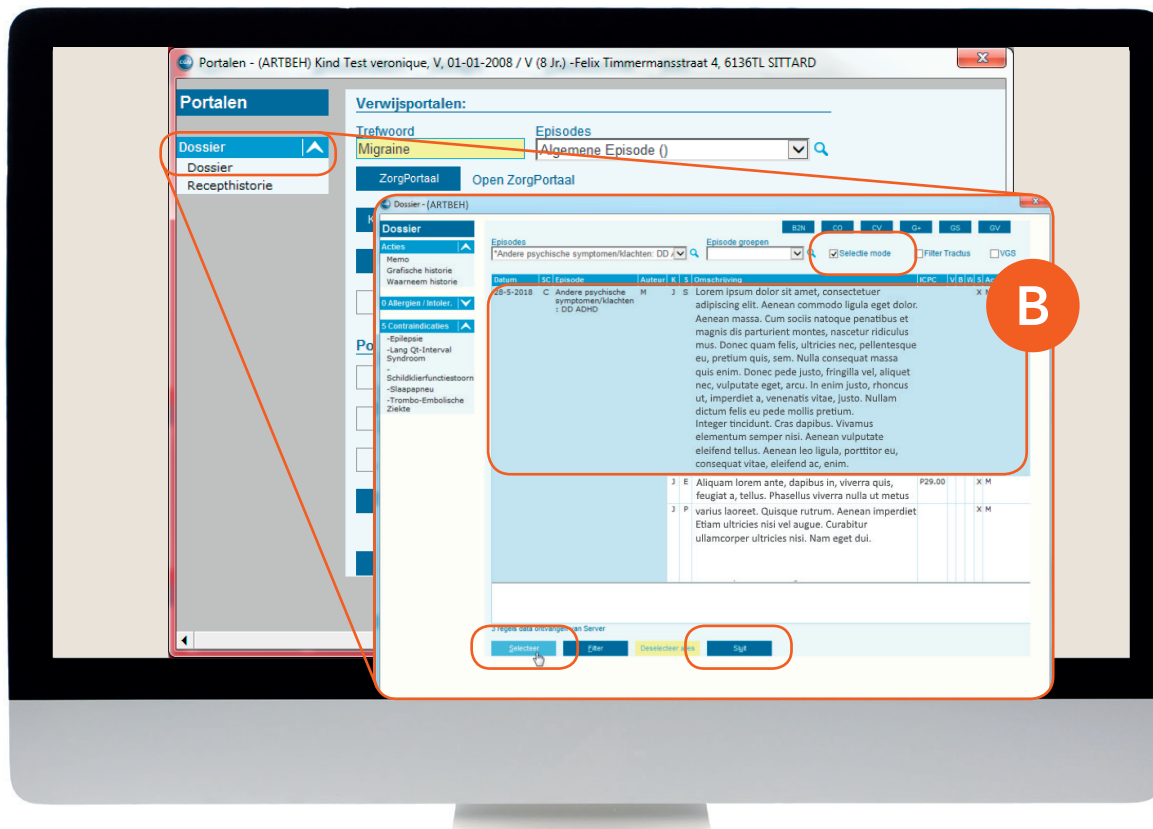 CGM
Portalen - (ARTBEH) Kind Test veronique, V, 01-01-2008 / V (8 Jr.) -Felix Timmermansstraat 4, 6136TL SITTARD
X
Portalen
Dossier
Dossier
Recepthistorie
Verwijsportalen:
Trefwoord Episodes
Migraine Algemene Episode ()
ZorgPortaal Open ZorgPortaal
K
Po
Dossier - (ARTBEH)
X
Dossier
Acties
Memo
Grafische historie
Waarneem historie
0 Allergien / Intoler.
5 Contraindicaties
-Epilepsie
-Lang Qt-Interval
Syndroom
-
Schildklierfunctiestoorn
-Slaapapneu
-Trombo-Embolische
Ziekte
B2N CO CV G+ GS GV
Episodes Episode groepen
*Andere psychische symptomen/klachten: DD Selectie mode Filter Tractus VGS
Datum SC Episode Auteur K S Omschrijving ICPC V B W S
28-5-2018 C Andere psychische M J S Lorem ipsum dolor sit amet, consectetuer X
symptomen/klachten adipiscing elit. Aenean commodo ligula eget dolor.
: DD ADHD Aenean massa. Cum sociis natoque penatibus et
magnis dis parturient montes, nascetur ridiculus
mus. Donec quam felis, ultricies nec, pellentesque
eu, pretium quis, sem. Nulla consequat massa
quis enim. Donec pede justo, fringilla vel, aliquet
nec, vulputate eget, arcu. In enim justo, rhoncus
ut, imperdiet a, venenatis vitae, justo. Nullam
dictum felis eu pede mollis pretium.
Integer tincidunt. Cras dapibus. Vivamus
elementum semper nisi. Aenean vulputate
eleifend tellus. Aenean leo ligula, porttitor eu,
consequat vitae, eleifend ac, enim.
B
J E Aliquam lorem ante, dapibus in, viverra quis, P29.00 X M
feugiat a, tellus. Phasellus viverra nulla ut metus
J P varius laoreet. Quisque rutrum. Aenean imperdiet X M
Etiam ultricies nisi vel augue. Curabitur
ullamcorper ultricies nisi. Nam eget dui.
3 regels data ontvangen van Server
Selecteer Filter Deselecteer alles Sluit